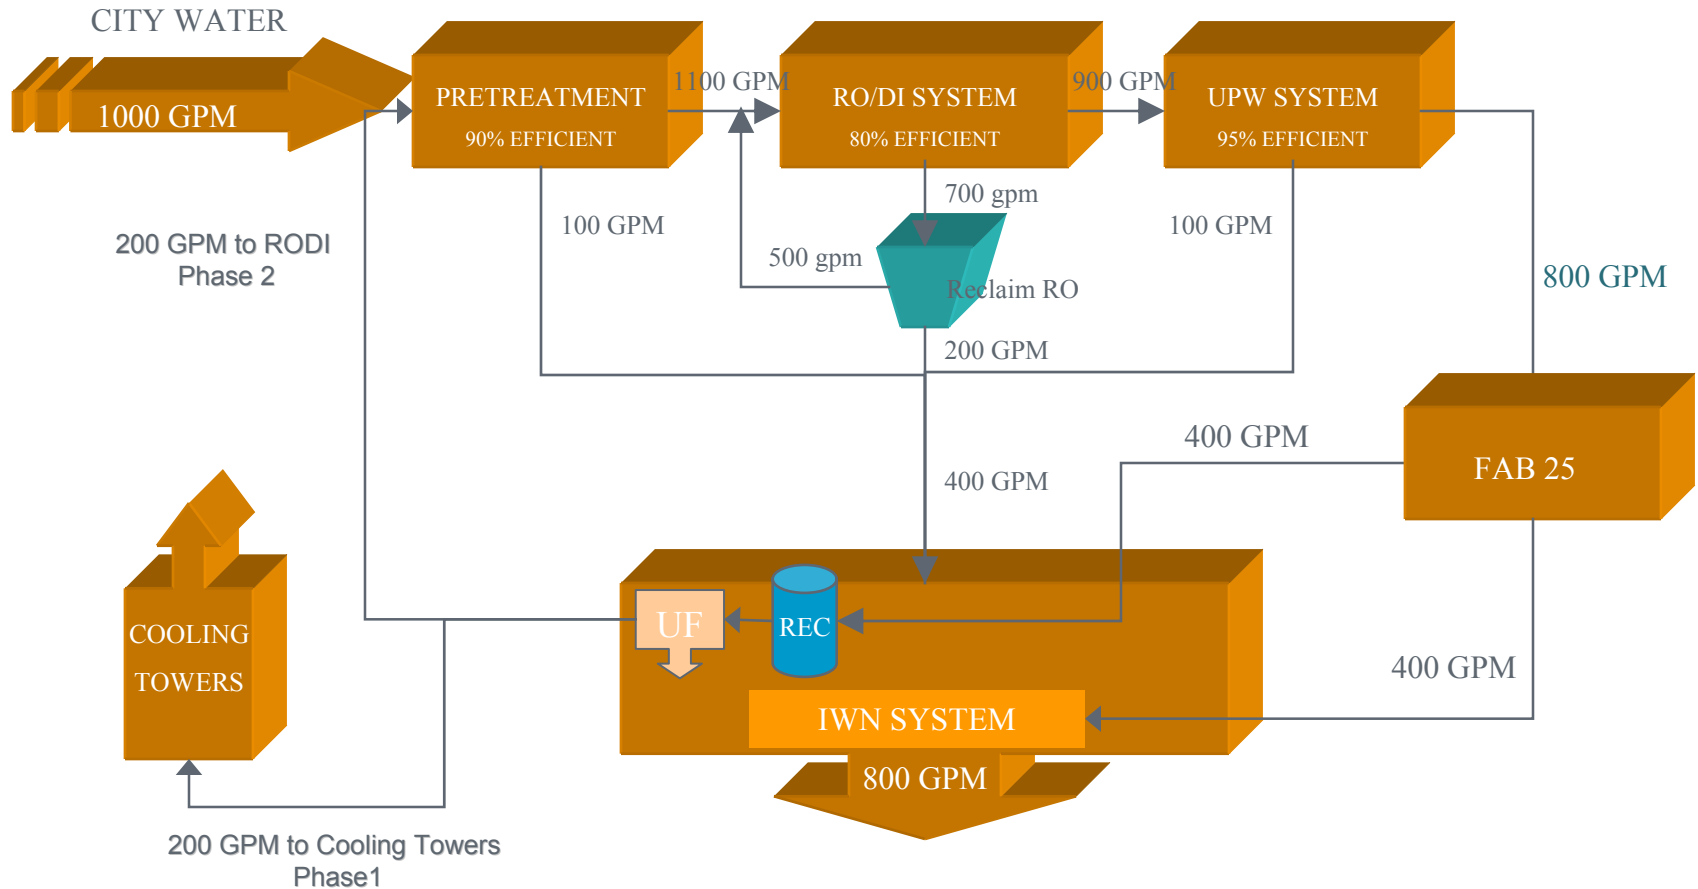 CITY WATER
1000 GPM
PRETREATMENT
90% EFFICIENT
1100 GPM
RO/DI SYSTEM
80% EFFICIENT
900 GPM
UPW SYSTEM
95% EFFICIENT
100 GPM
700 gpm
100 GPM
200 GPM to RODI
Phase 2
500 gpm
Reclaim RO
800 GPM
200 GPM
400 GPM
400 GPM
FAB 25
COOLING
TOWERS
UF
REC
400 GPM
IWN SYSTEM
800 GPM
200 GPM to Cooling Towers
Phase1